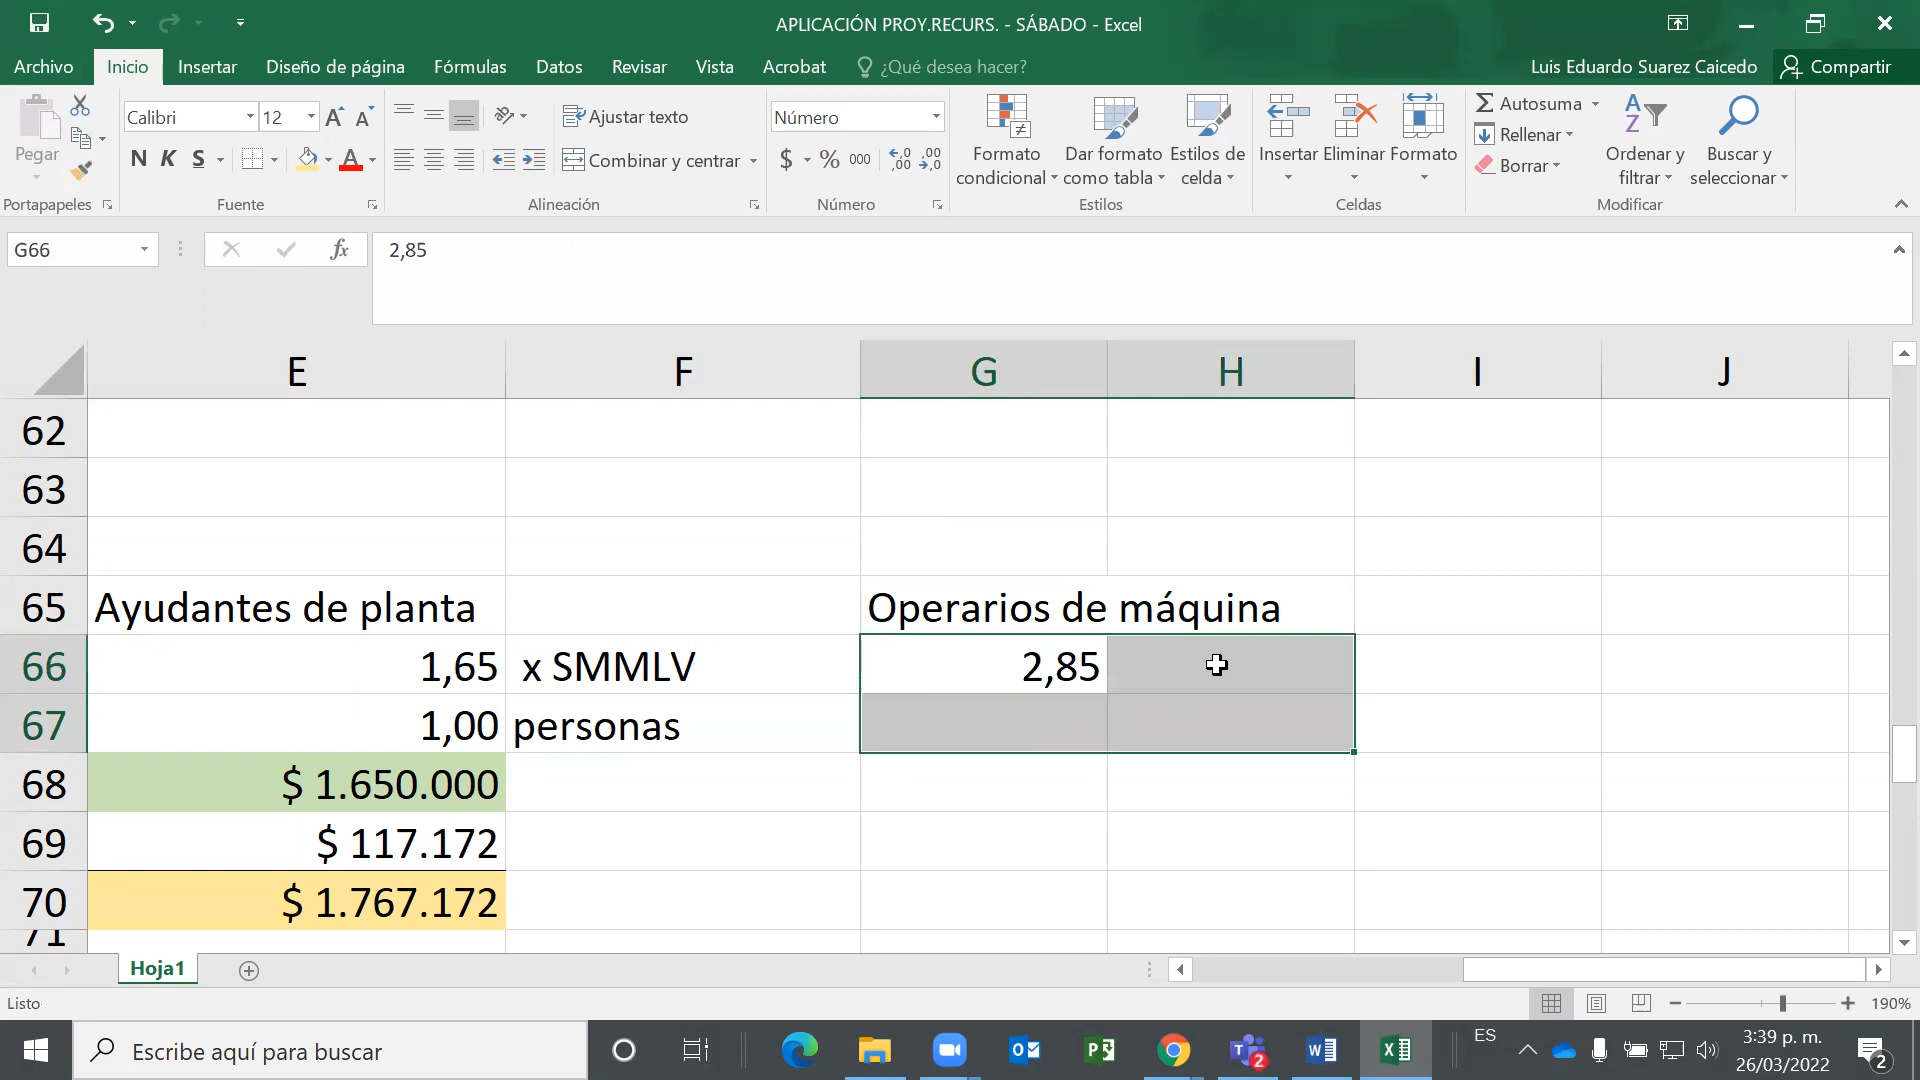 APLICACIÓN PROY.RECURS. - SÁBADO - Excel
Archivo Inicio Insertar Diseño de página Fórmulas Datos Revisar Vista Acrobat ¿Qué desea hacer? Luis Eduardo Suarez Caicedo Compartir
Pegar
Portapapeles
Calibri 12
N K S
Fuente
Ajustar texto
Combinar y centrar
Alineación
Número
$ % 000
Número
Formato condicional
Dar formato como tabla
Estilos de celda
Estilos
Insertar Eliminar Formato
Celdas
Autosuma
Rellenar
Borrar
Ordenar y filtrar
Buscar y seleccionar
Modificar
G66 fx 2,85
E F G H I J
62
63
64
65 Ayudantes de planta Operarios de máquina
66 1,65 x SMMLV 2,85
67 1,00 personas
68 $ 1.650.000
69 $ 117.172
70 $ 1.767.172
71
Hoja1
Listo 190%
Escribe aquí para buscar
ES
3:39 p. m.
26/03/2022
2
2